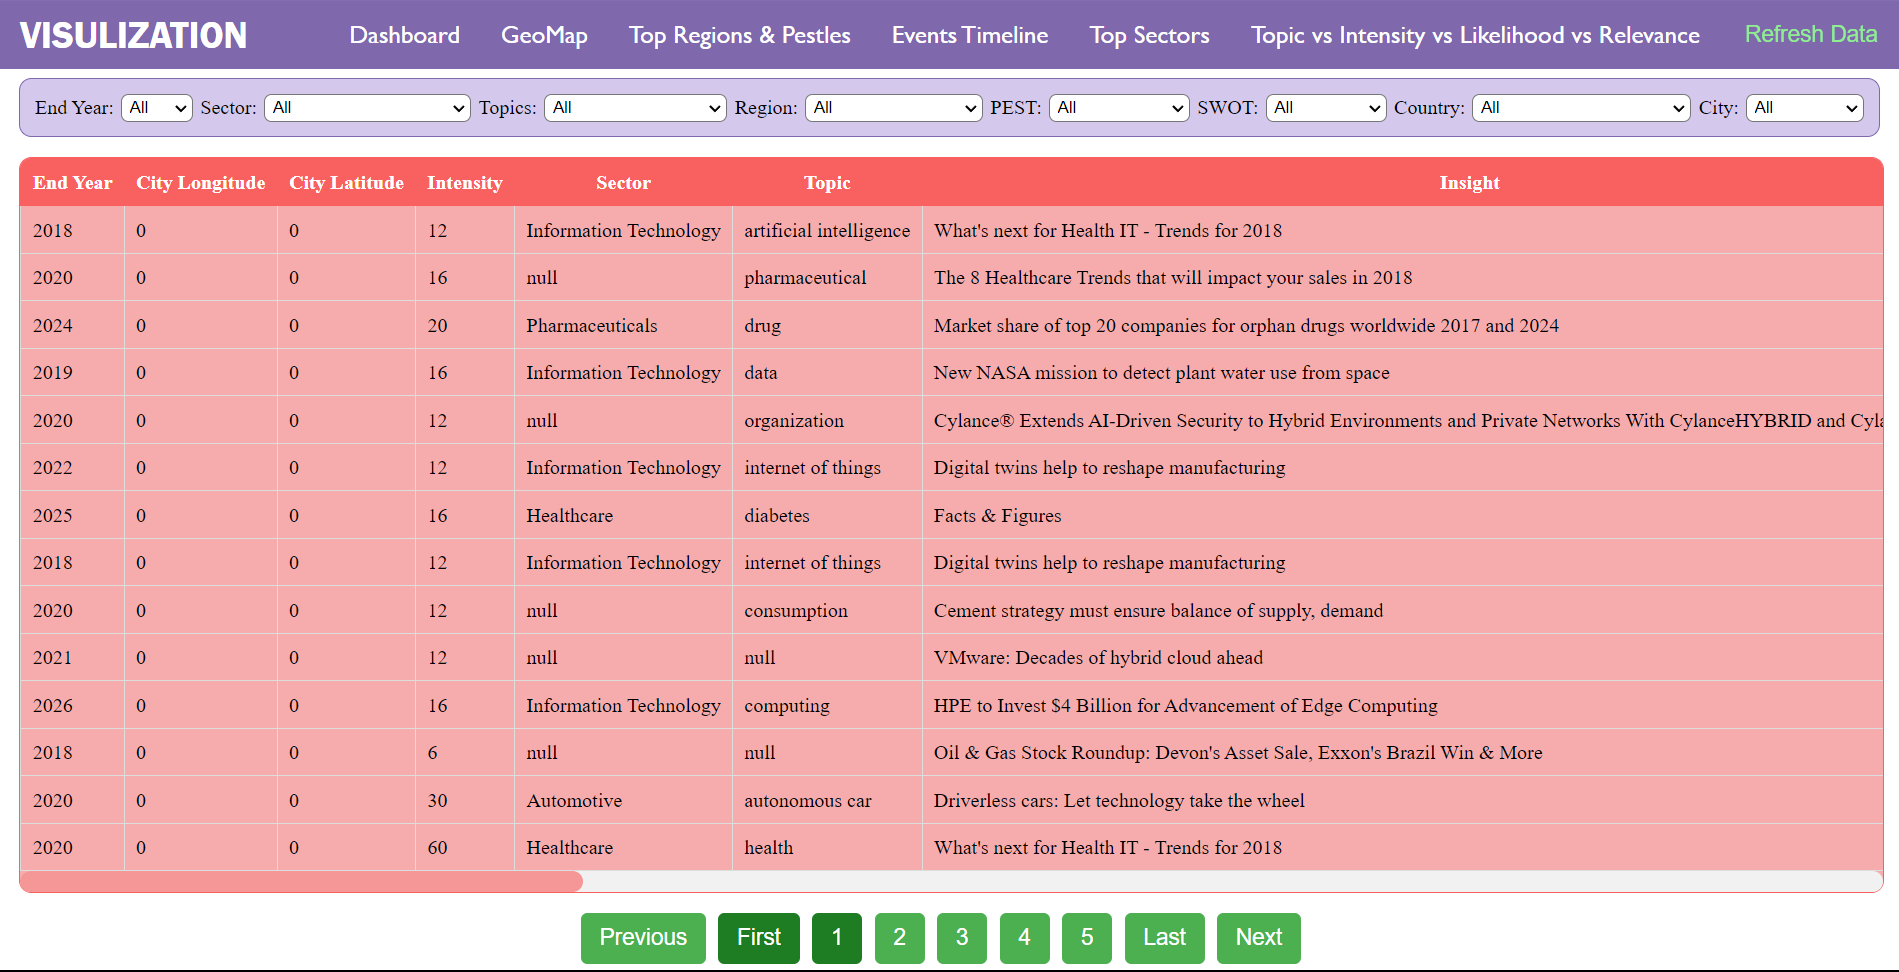 VISULIZATION Dashboard GeoMap Top Regions & Pestles Events Timeline Top Sectors Topic vs Intensity vs Likelihood vs Relevance Refresh Data
End Year: All Sector: All Topics: All Region: All PEST: All SWOT: All Country: All City: All
End Year City Longitude City Latitude Intensity Sector Topic Insight
2018 0 0 12 Information Technology artificial intelligence What's next for Health IT - Trends for 2018
2020 0 0 16 null pharmaceutical The 8 Healthcare Trends that will impact your sales in 2018
2024 0 0 20 Pharmaceuticals drug Market share of top 20 companies for orphan drugs worldwide 2017 and 2024
2019 0 0 16 Information Technology data New NASA mission to detect plant water use from space
2020 0 0 12 null organization Cylance® Extends AI-Driven Security to Hybrid Environments and Private Networks With CylanceHYBRID and
2022 0 0 12 Information Technology internet of things Digital twins help to reshape manufacturing
2025 0 0 16 Healthcare diabetes Facts & Figures
2018 0 0 12 Information Technology internet of things Digital twins help to reshape manufacturing
2020 0 0 12 null consumption Cement strategy must ensure balance of supply, demand
2021 0 0 12 null null VMware: Decades of hybrid cloud ahead
2026 0 0 16 Information Technology computing HPE to Invest $4 Billion for Advancement of Edge Computing
2018 0 0 6 null null Oil & Gas Stock Roundup: Devon's Asset Sale, Exxon's Brazil Win & More
2020 0 0 30 Automotive autonomous car Driverless cars: Let technology take the wheel
2020 0 0 60 Healthcare health What's next for Health IT - Trends for 2018
Previous First 1 2 3 4 5 Last Next